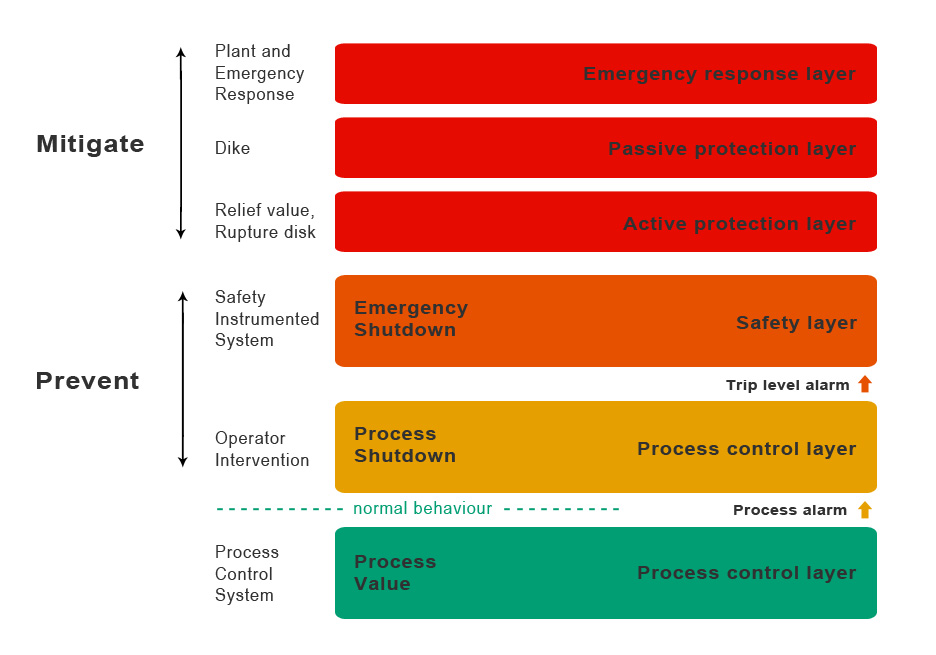 Plant and
Emergency
Response
Emergency response layer
Mitigate
Dike
Passive protection layer
Relief value,
Rupture disk
Active protection layer
Safety
Instrumented
System
Emergency
Shutdown
Safety layer
Prevent
Trip level alarm
Operator
Intervention
Process
Shutdown
Process control layer
normal behaviour
Process alarm
Process
Control
System
Process
Value
Process control layer